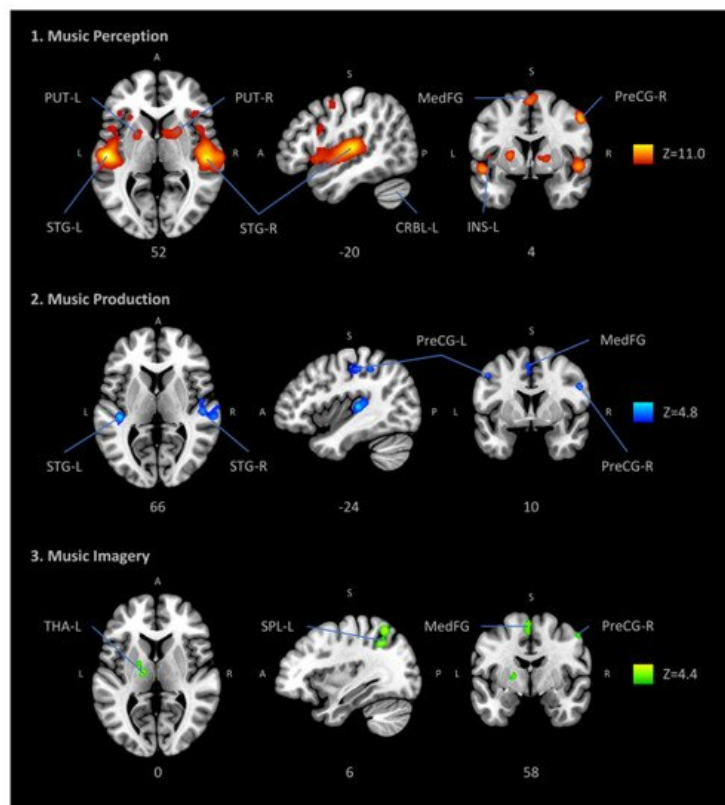 1. Music Perception
A
S
S
PUT-L
PUT-R
MedFG
PreCG-R
L
R
A
P
L
R
Z=11.0
STG-L
STG-R
CRBL-L
INS-L
52
-20
4
2. Music Production
A
S
PreCG-L
S
MedFG
L
R
A
P
L
R
Z=4.8
STG-L
STG-R
PreCG-R
66
-24
10
3. Music Imagery
A
S
S
THA-L
SPL-L
MedFG
PreCG-R
L
R
A
P
L
R
Z=4.4
0
6
58